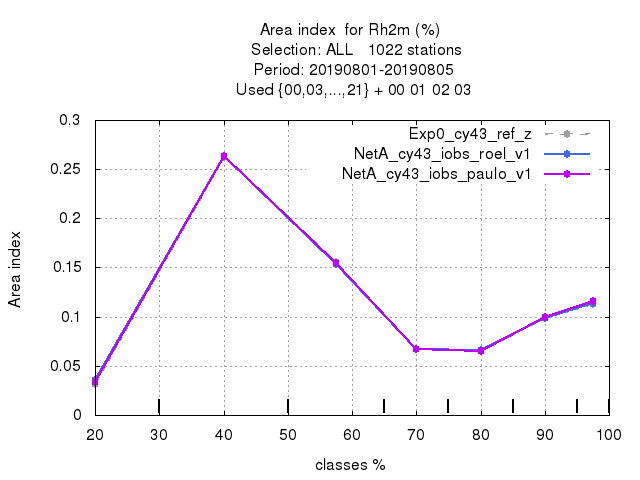 Area index  for Rh2m (%)
Selection: ALL   1022 stations
Period: 20190801-20190805
Used {00,03,...,21} + 00 01 02 03
Exp0_cy43_ref_z
NetA_cy43_iobs_roel_v1
NetA_cy43_iobs_paulo_v1
0.3
0.25
0.2
0.15
0.1
0.05
0
Area index
20 30 40 50 60 70 80 90 100
classes %